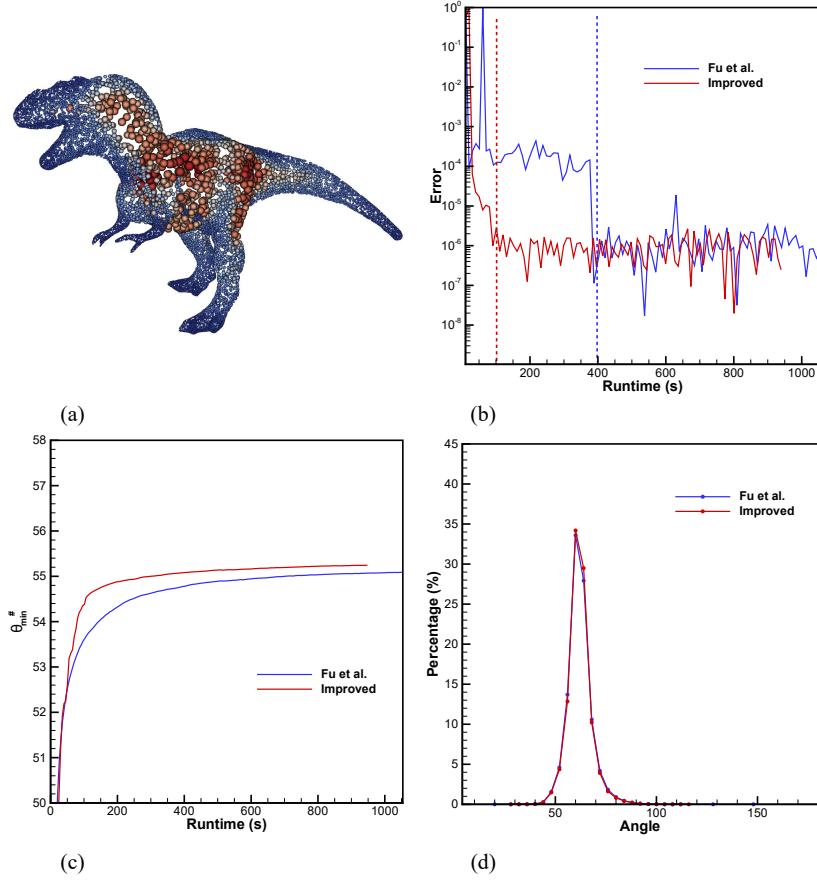 10^0
10^-1
10^-2
10^-3
10^-4
10^-5
10^-6
10^-7
10^-8
Error
Fu et al.
Improved
200 400 600 800 1000
Runtime (s)
(a) (b)
58
57
56
55
54
53
52
51
50
θ_min^#
Fu et al.
Improved
0 200 400 600 800 1000
Runtime (s)
45
40
35
30
25
20
15
10
5
0
Percentage (%)
Fu et al.
Improved
50 100 150
Angle
(c) (d)